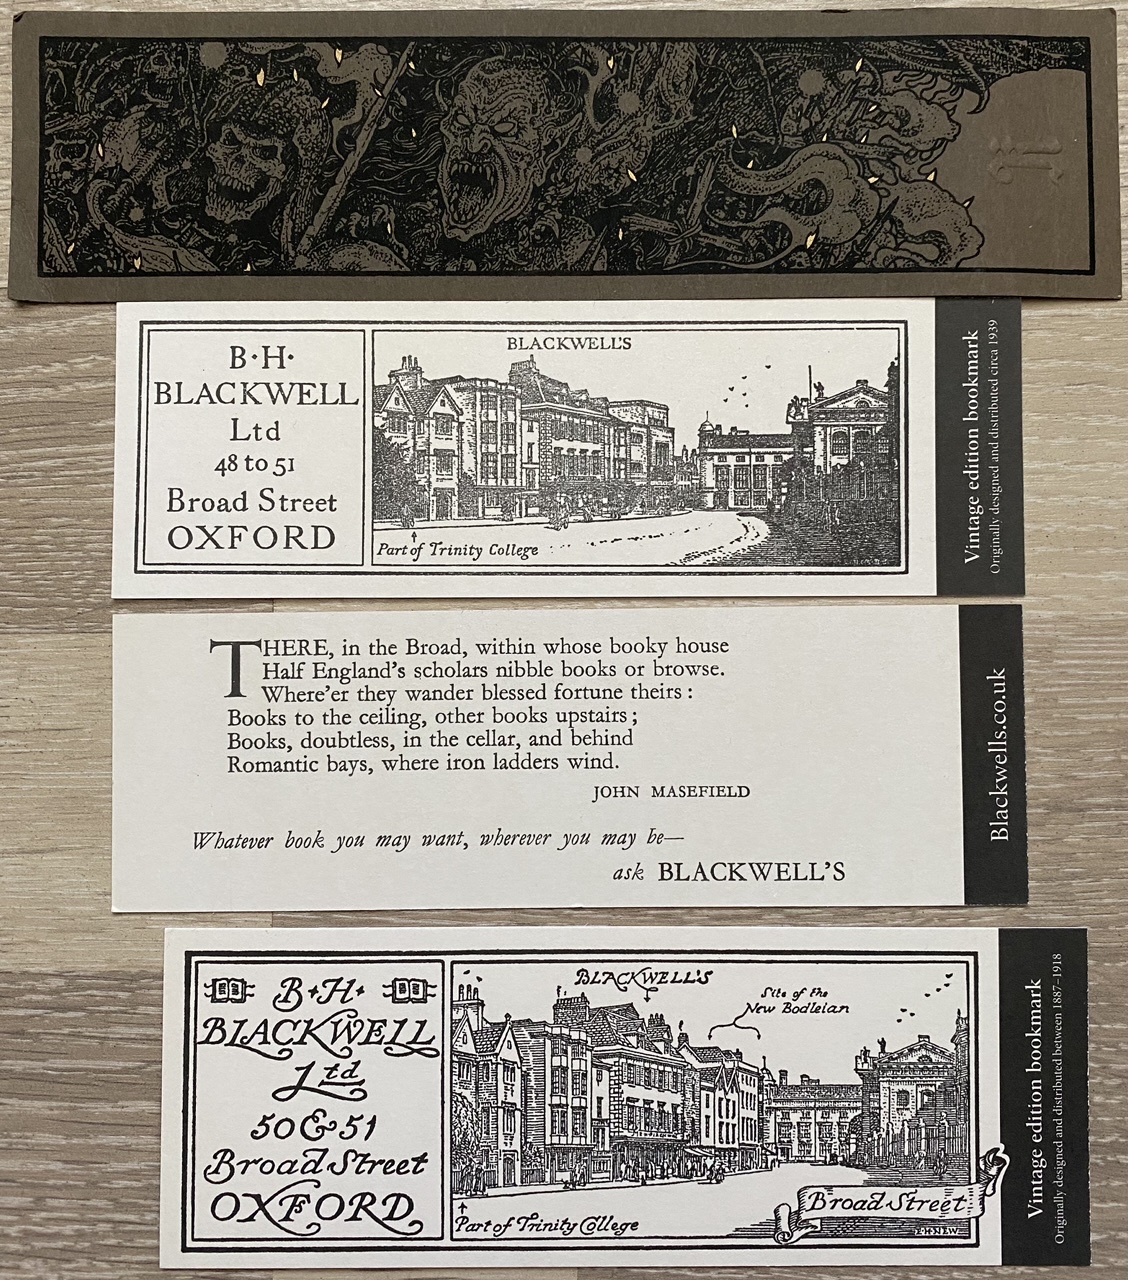 B·H·
BLACKWELL
Ltd
48 to 51
Broad Street
OXFORD
BLACKWELL'S
Part of Trinity College
Vintage edition bookmark
Originally designed and distributed circa 1939
THERE, in the Broad, within whose booky house
Half England's scholars nibble books or browse.
Where'er they wander blessed fortune theirs :
Books to the ceiling, other books upstairs ;
Books, doubtless, in the cellar, and behind
Romantic bays, where iron ladders wind.
JOHN MASEFIELD
Whatever book you may want, wherever you may be—
ask BLACKWELL'S
Blackwells.co.uk
B·H·
BLACKWELL
Ltd
50 & 51
Broad Street
OXFORD
BLACKWELL'S
Site of the
New Bodleian
Part of Trinity College
Broad Street
E·H·NEW
Vintage edition bookmark
Originally designed and distributed between 1887–1918